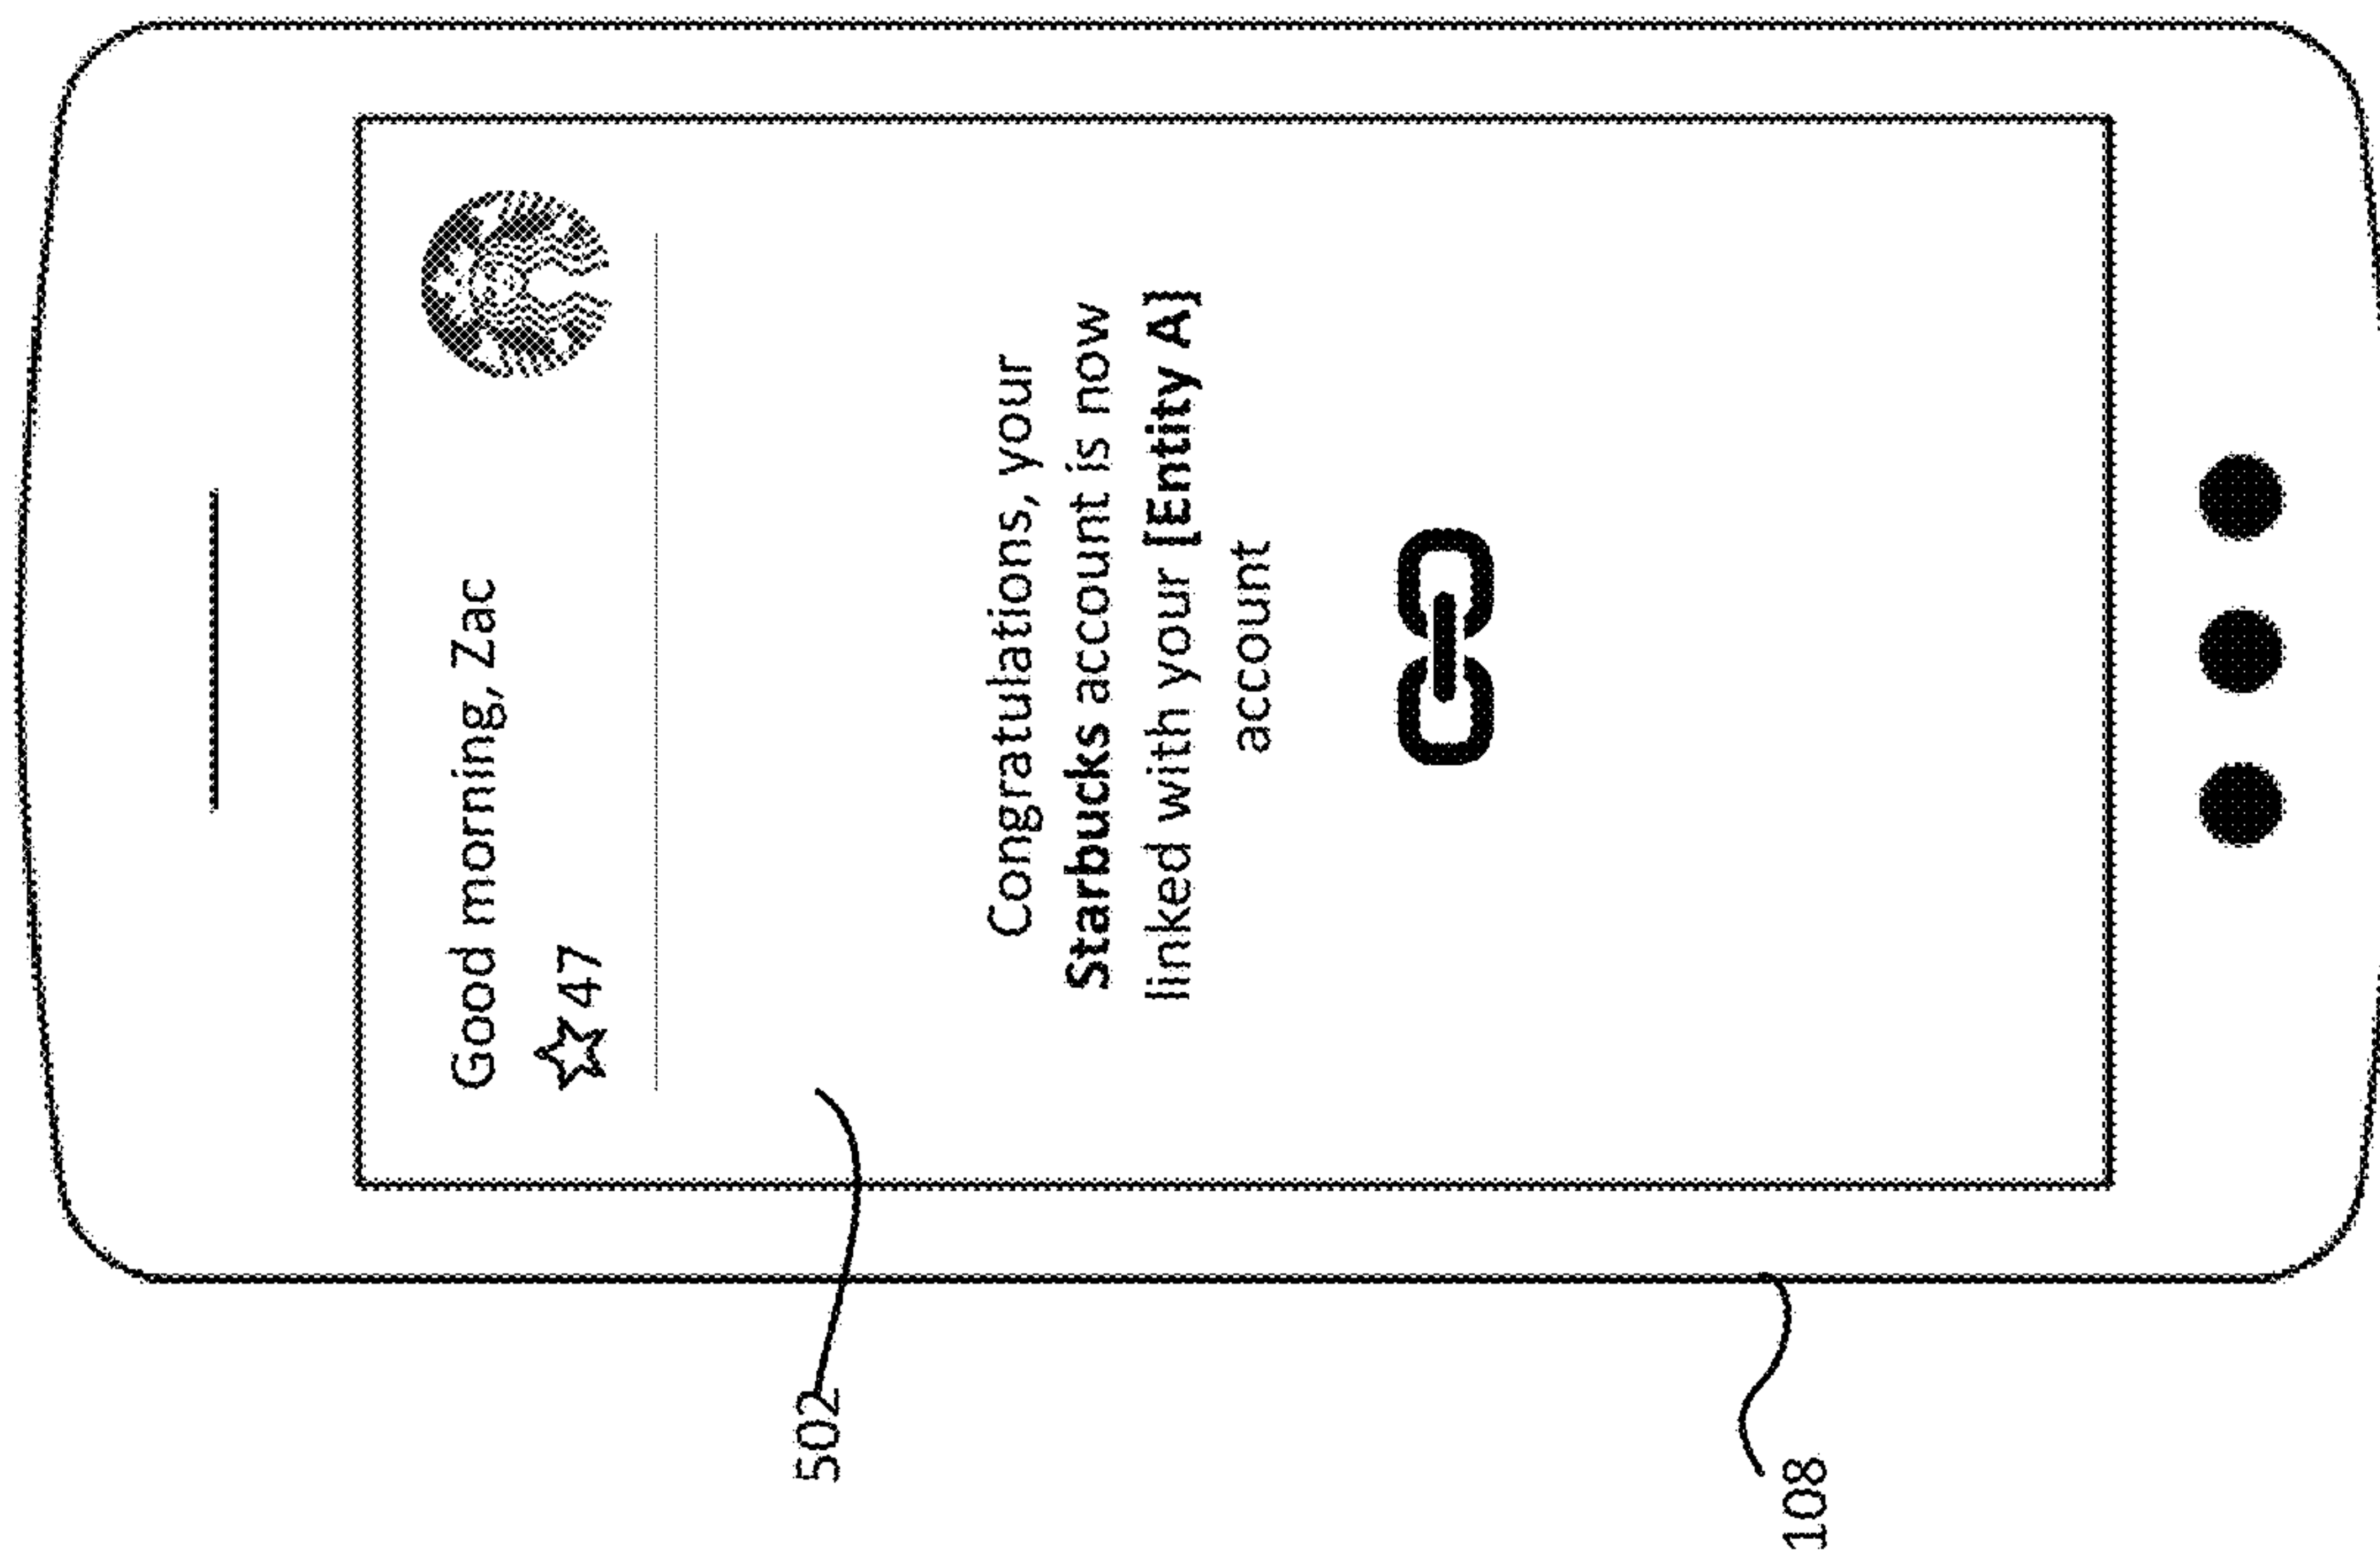 Good morning, Zac
47
Congratulations, your
Starbucks account is now
linked with your [Entity A]
account
502
108